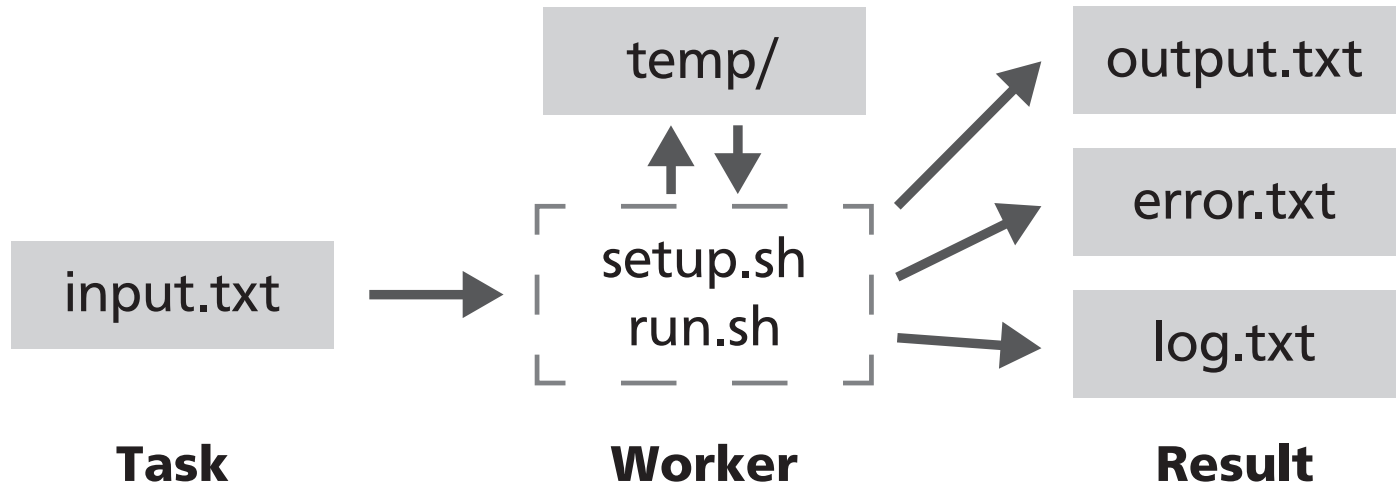 temp/
output.txt
error.txt
setup.sh
input.txt
run.sh
log.txt
Task
Worker
Result